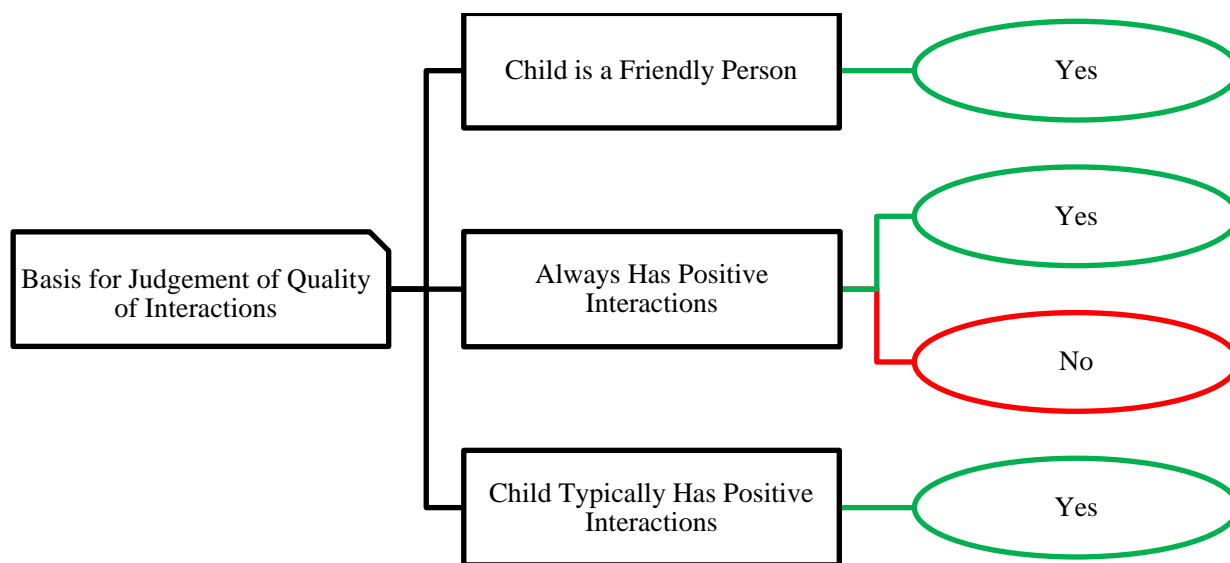 Child is a Friendly Person
Yes
Basis for Judgement of Quality
of Interactions
Always Has Positive
Interactions
Yes
No
Child Typically Has Positive
Interactions
Yes